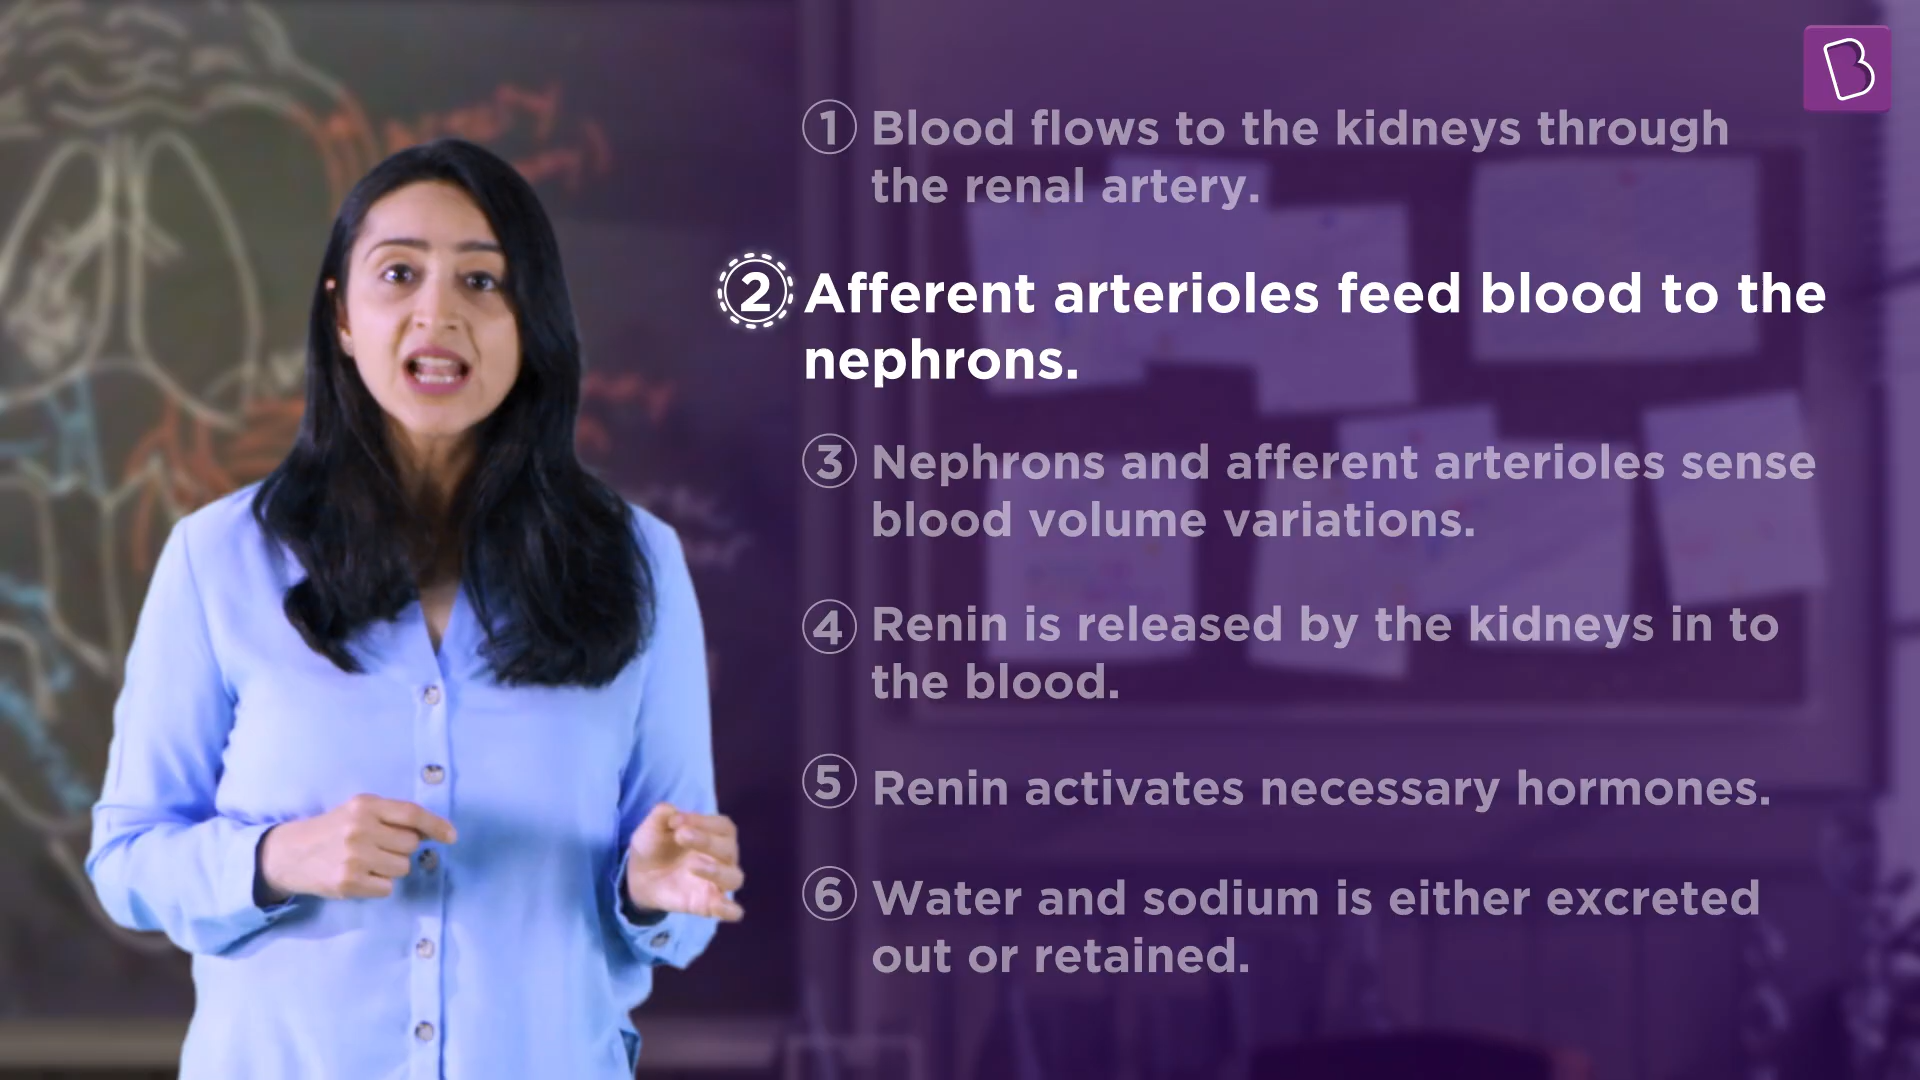 1 Blood flows to the kidneys through
the renal artery.
2 Afferent arterioles feed blood to the
nephrons.
3 Nephrons and afferent arterioles sense
blood volume variations.
4 Renin is released by the kidneys in to
the blood.
5 Renin activates necessary hormones.
6 Water and sodium is either excreted
out or retained.
B